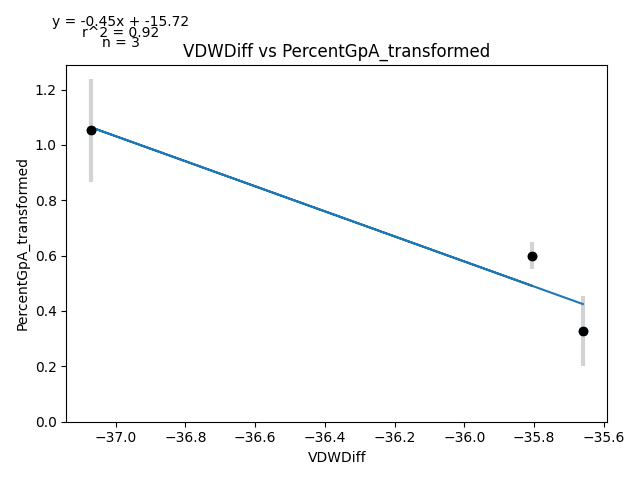 y = -0.45x + -15.72
r^2 = 0.92
n = 3
VDWDiff vs PercentGpA_transformed
PercentGpA_transformed
1.2
1.0
0.8
0.6
0.4
0.2
0.0
−37.0 −36.8 −36.6 −36.4 −36.2 −36.0 −35.8 −35.6
VDWDiff